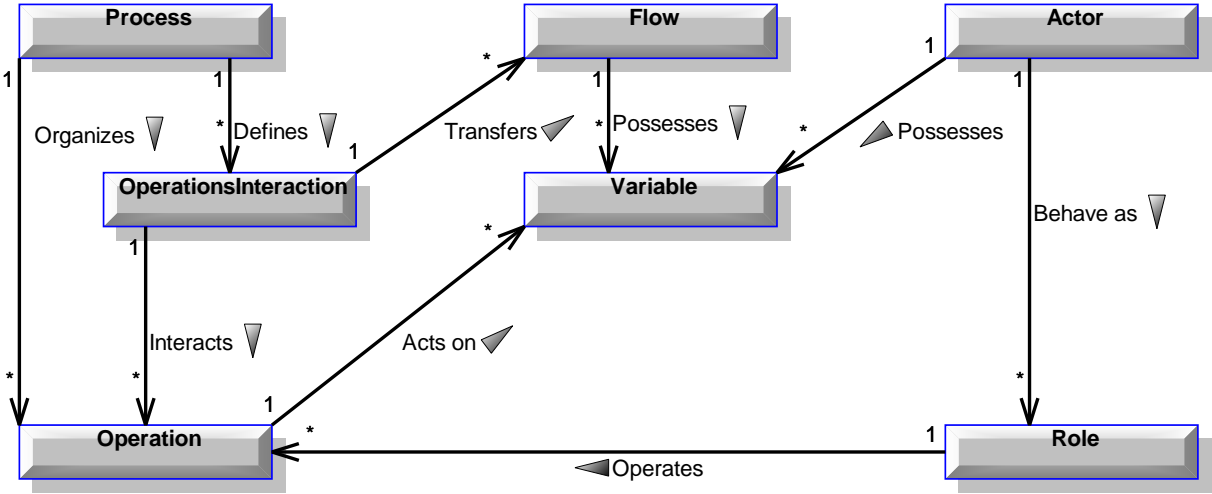 Process
Flow
Actor
1
1
*
1
1
1
Organizes
* Defines
1
Transfers
* Possesses
*
Possesses
OperationsInteraction
Variable
1
*
Behave as
Interacts
Acts on
*
*
1
*
1
*
Operation
Role
Operates